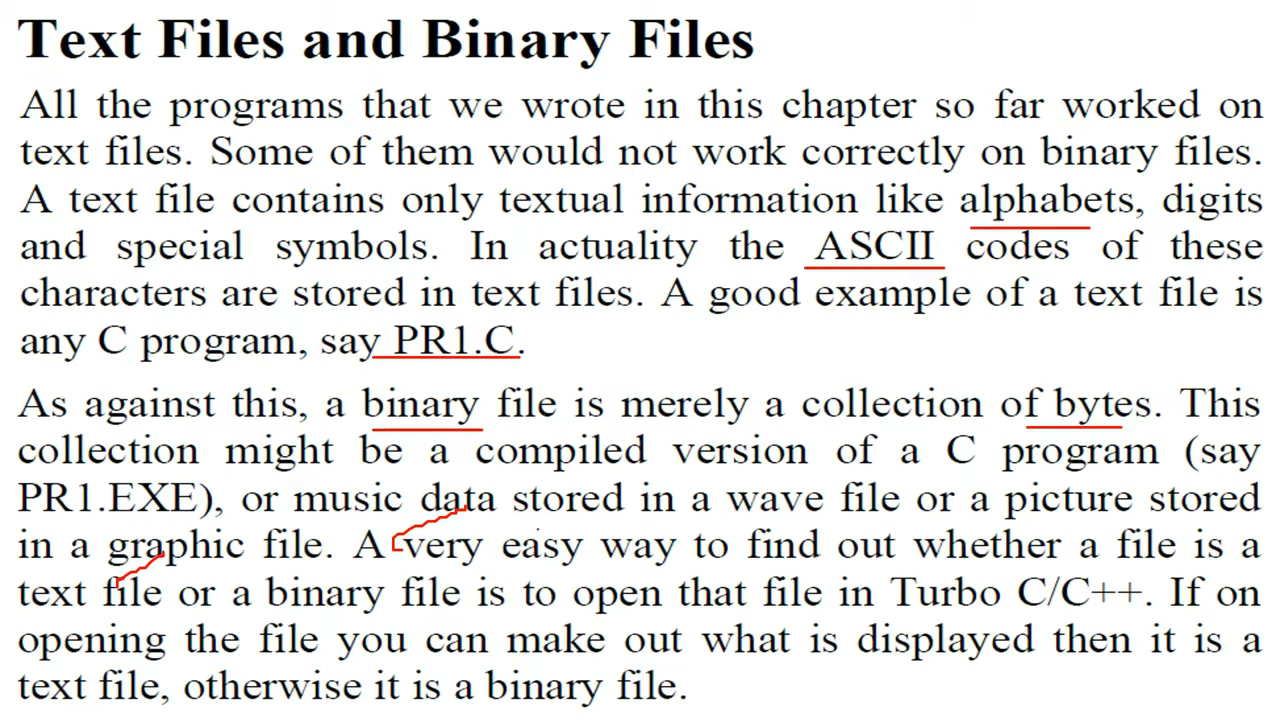 Text Files and Binary Files
All the programs that we wrote in this chapter so far worked on
text files. Some of them would not work correctly on binary files.
A text file contains only textual information like alphabets, digits
and special symbols. In actuality the ASCII codes of these
characters are stored in text files. A good example of a text file is
any C program, say PR1.C.
As against this, a binary file is merely a collection of bytes. This
collection might be a compiled version of a C program (say
PR1.EXE), or music data stored in a wave file or a picture stored
in a graphic file. A very easy way to find out whether a file is a
text file or a binary file is to open that file in Turbo C/C++. If on
opening the file you can make out what is displayed then it is a
text file, otherwise it is a binary file.